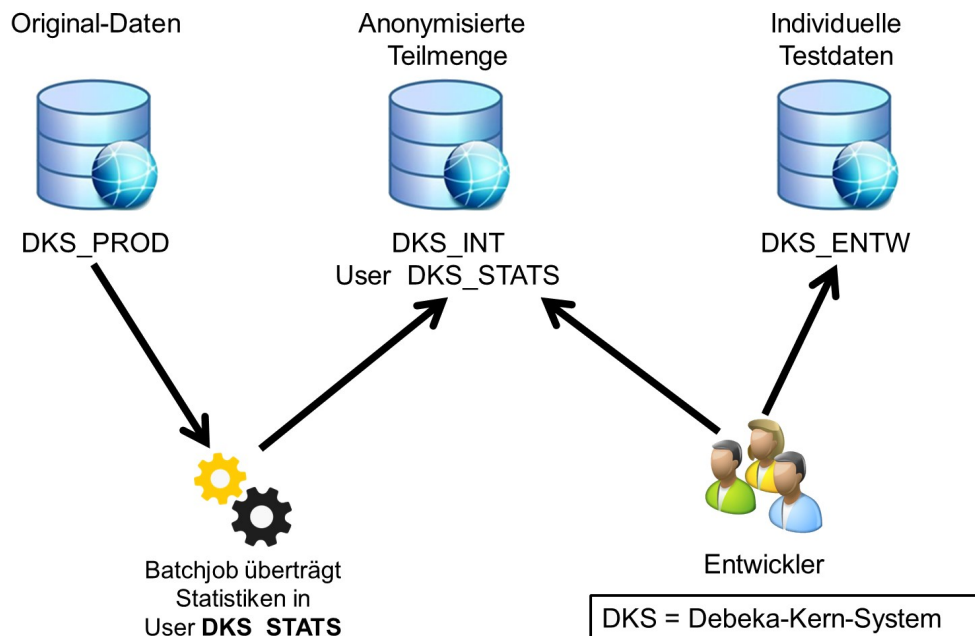 Original-Daten
Anonymisierte
Teilmenge
Individuelle
Testdaten
DKS_PROD
DKS_INT
User DKS_STATS
DKS_ENTW
Batchjob überträgt
Statistiken in
User DKS_STATS
Entwickler
DKS = Debeka-Kern-System